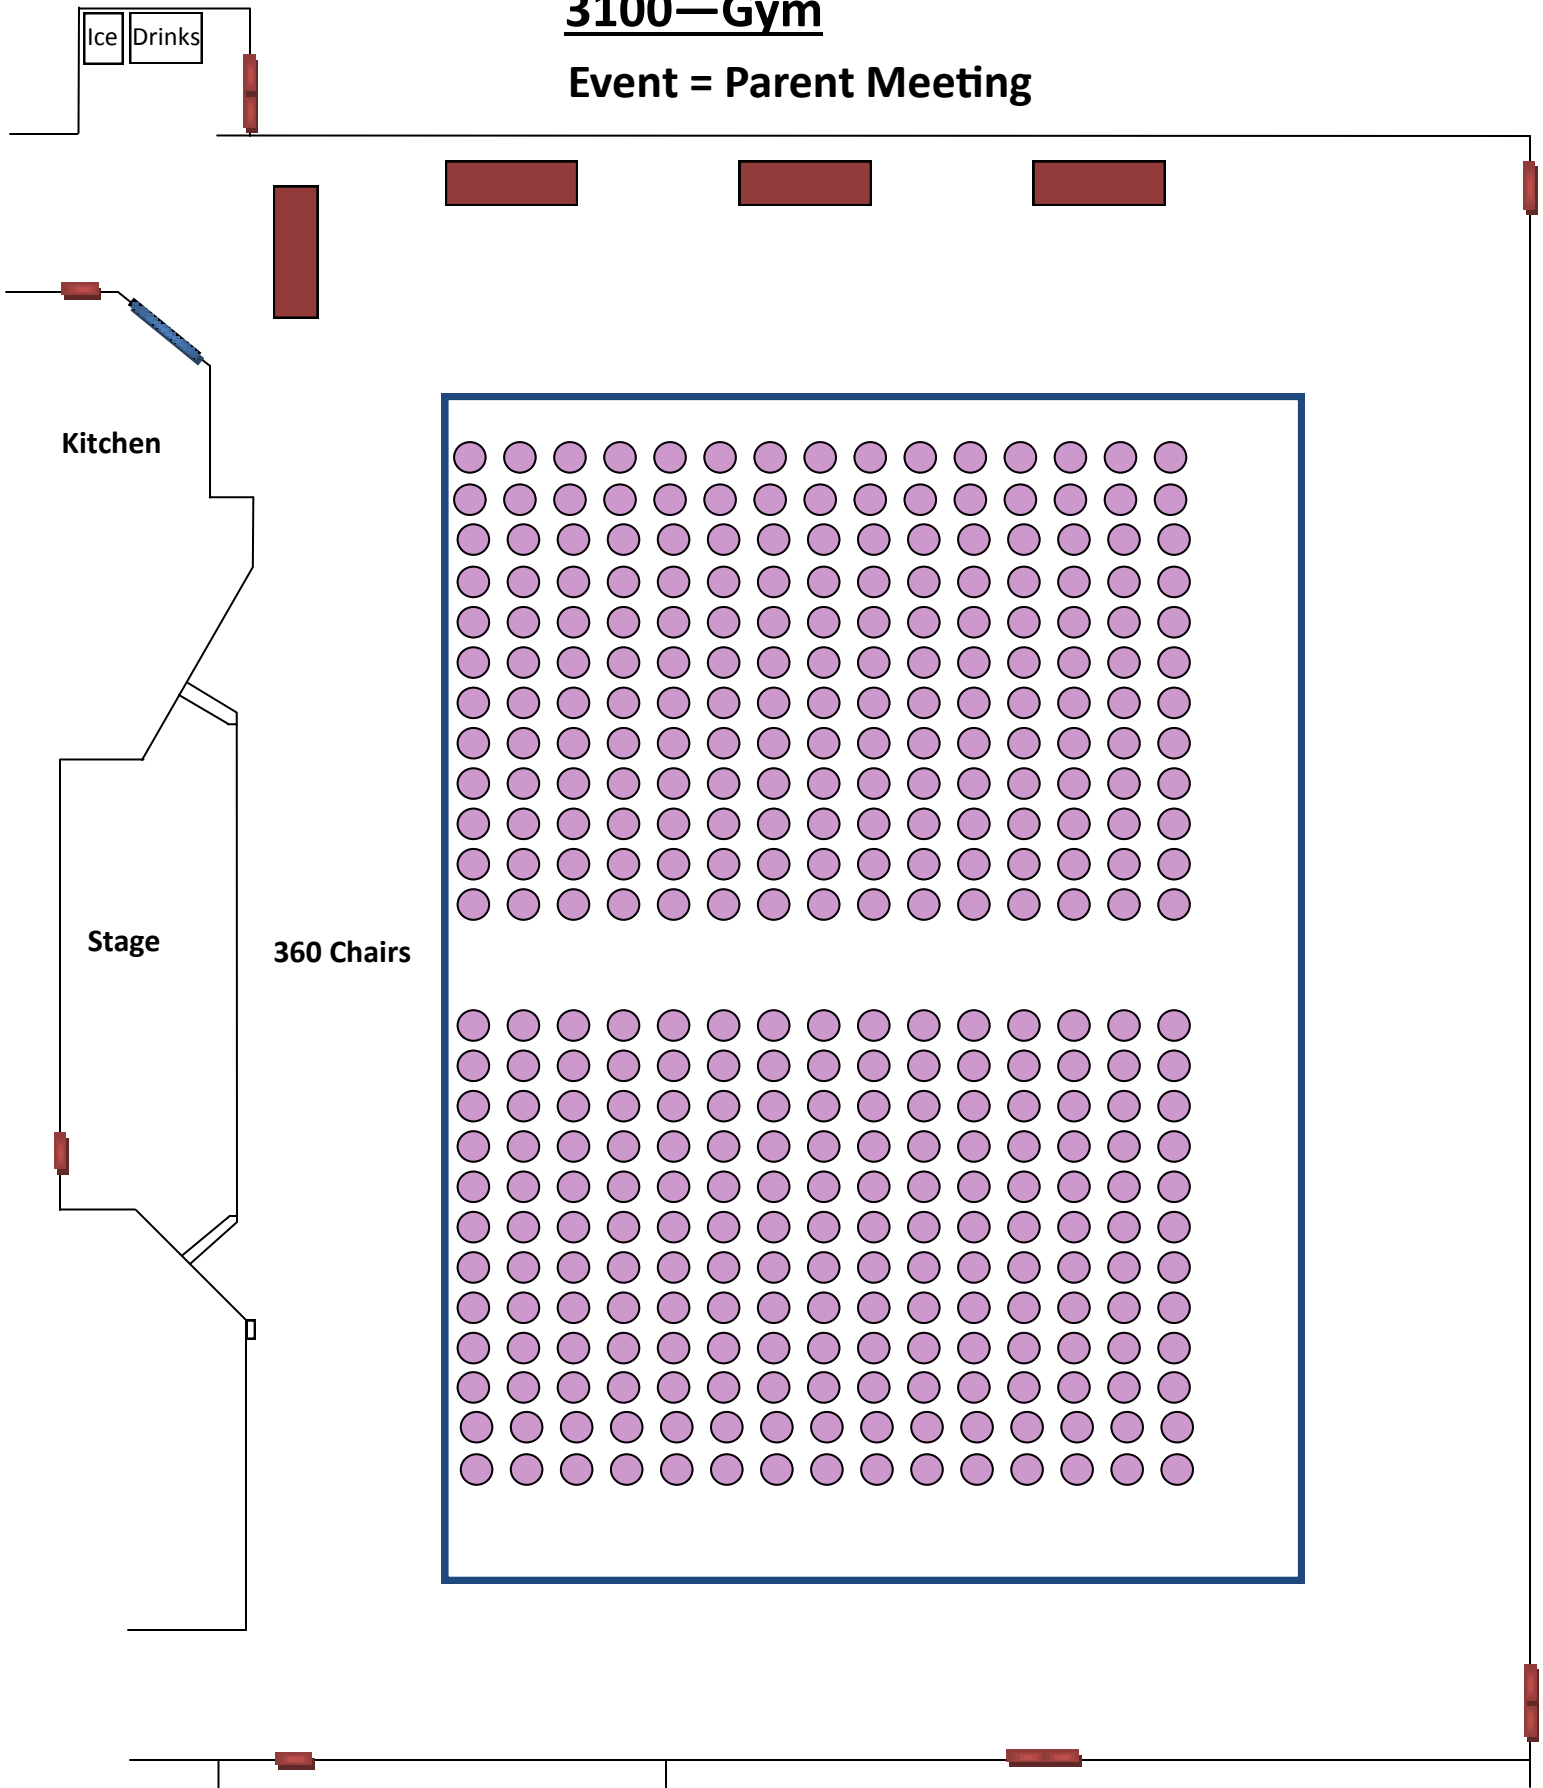 3100—Gym
Event = Parent Meeting
Ice
Drinks
Kitchen
Stage
360 Chairs